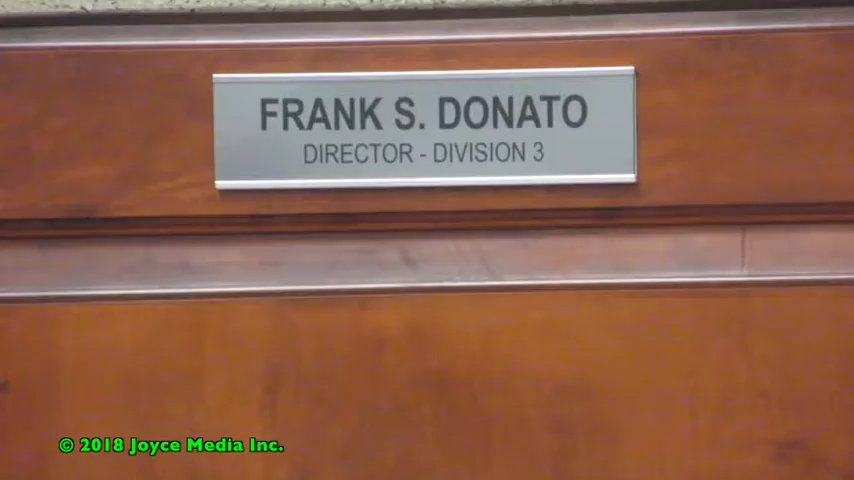 FRANK S. DONATO
DIRECTOR - DIVISION 3
© 2018 Joyce Media Inc.